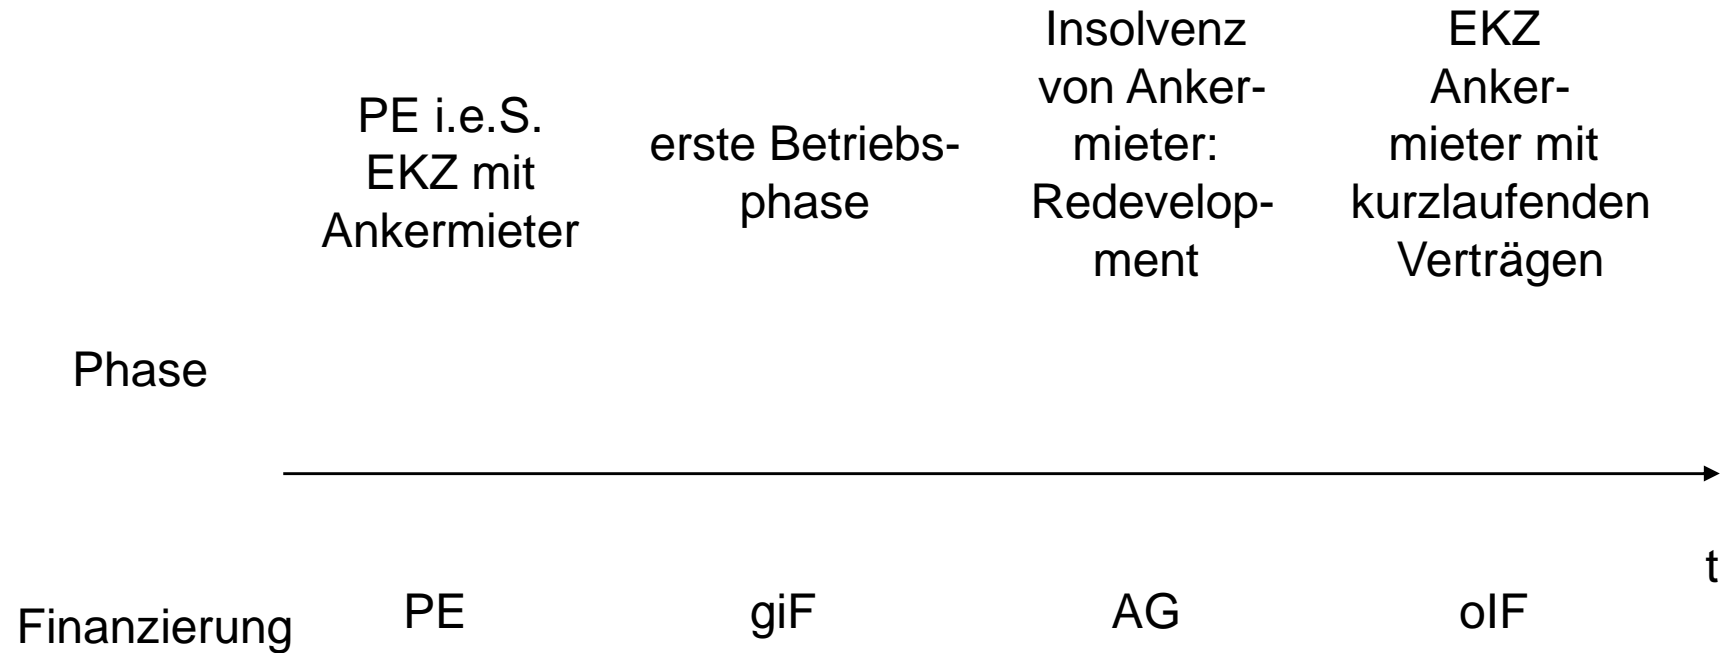 PE i.e.S.
EKZ mit
Ankermieter
erste Betriebs-
phase
Insolvenz
von Anker-
mieter:
Redevelop-
ment
EKZ
Anker-
mieter mit
kurzlaufenden
Verträgen
Phase
t
Finanzierung
PE
giF
AG
oIF